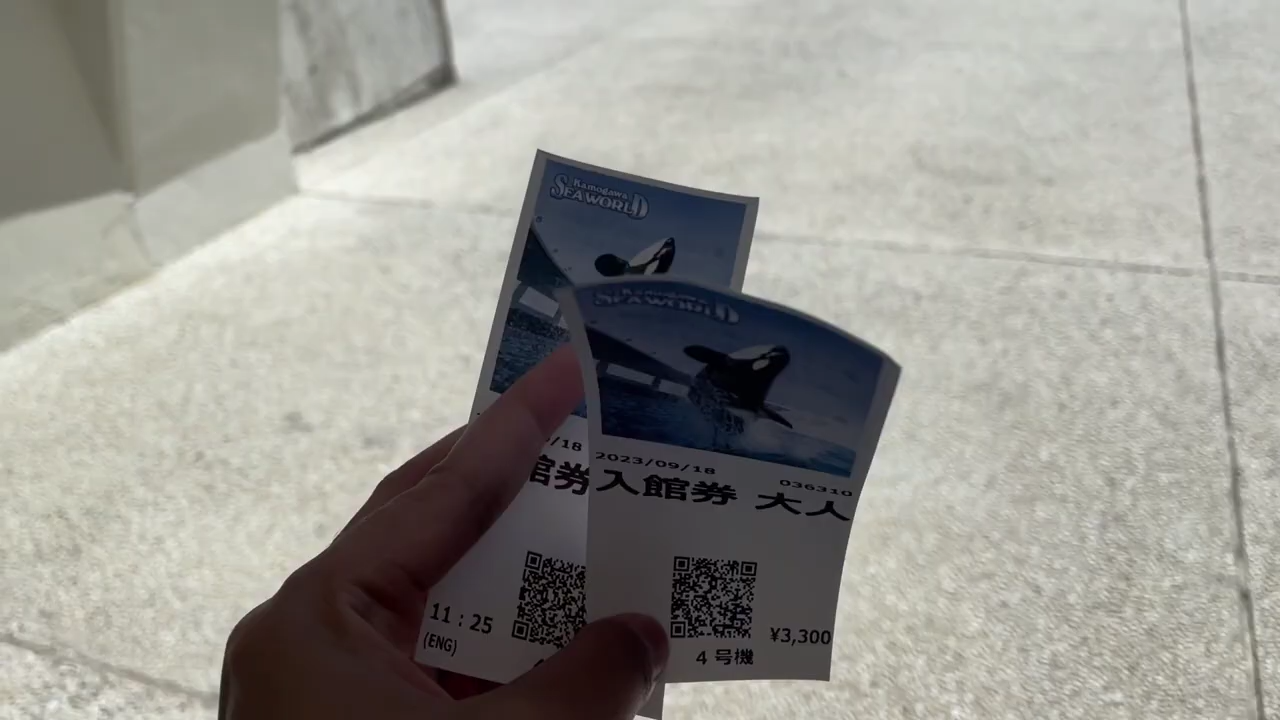 Kamogawa
SEA WORLD
Kamogawa
SEA WORLD
/18
館券
11:25
(ENG)
2023/09/18
036310
入館券 大人
¥3,300
4号機